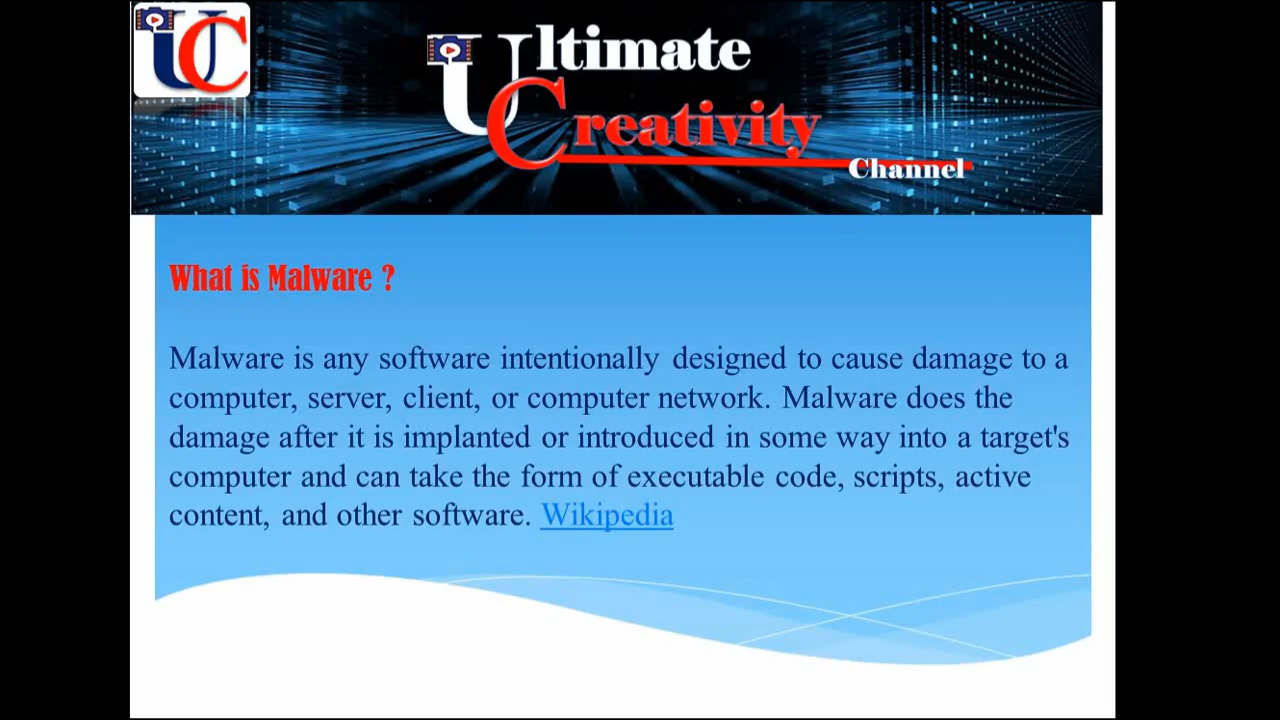 UC
Ultimate
Creativity
Channel
What is Malware ?
Malware is any software intentionally designed to cause damage to a
computer, server, client, or computer network. Malware does the
damage after it is implanted or introduced in some way into a target's
computer and can take the form of executable code, scripts, active
content, and other software. Wikipedia